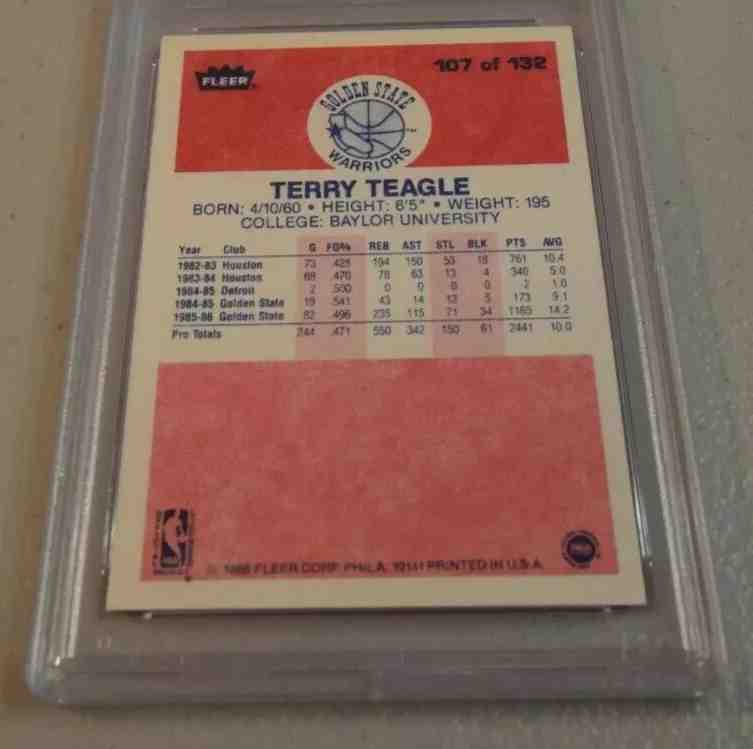 FLEER
107 of 132
GOLDEN STATE
WARRIORS
TERRY TEAGLE
BORN: 4/10/60 • HEIGHT: 6'5" • WEIGHT: 195
COLLEGE: BAYLOR UNIVERSITY
Year Club G FG% REB AST STL BLK PTS AVG
1982-83 Houston 73 .428 194 150 53 18 761 10.4
1983-84 Houston 68 .470 78 63 13 4 340 5.0
1984-85 Detroit 2 .500 0 0 0 0 2 1.0
1984-85 Golden State 19 .541 43 14 13 5 173 9.1
1985-86 Golden State 82 .496 235 115 71 34 1165 14.2
Pro Totals 244 .471 550 342 150 61 2441 10.0
© 1986 FLEER CORP. PHILA. 19141 PRINTED IN U.S.A.